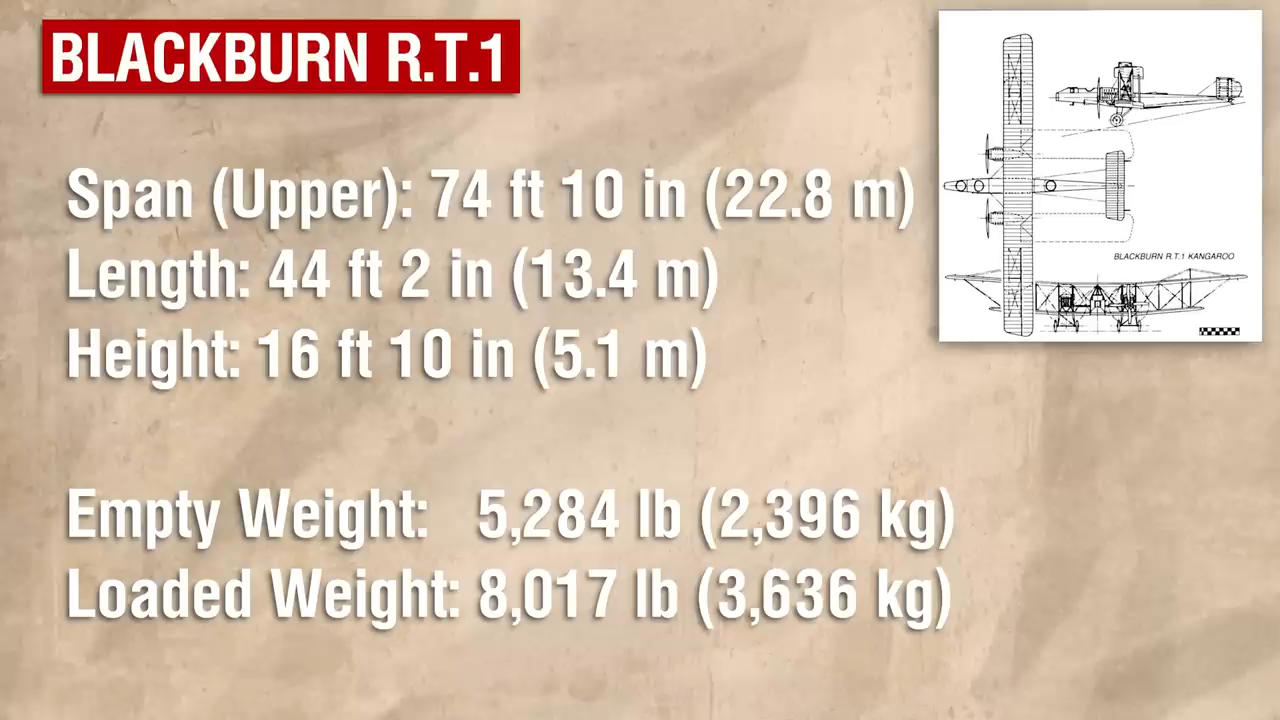 BLACKBURN R.T.1
Span (Upper): 74 ft 10 in (22.8 m)
Length: 44 ft 2 in (13.4 m)
Height: 16 ft 10 in (5.1 m)
BLACKBURN R.T.1 KANGAROO
Empty Weight: 5,284 lb (2,396 kg)
Loaded Weight: 8,017 lb (3,636 kg)